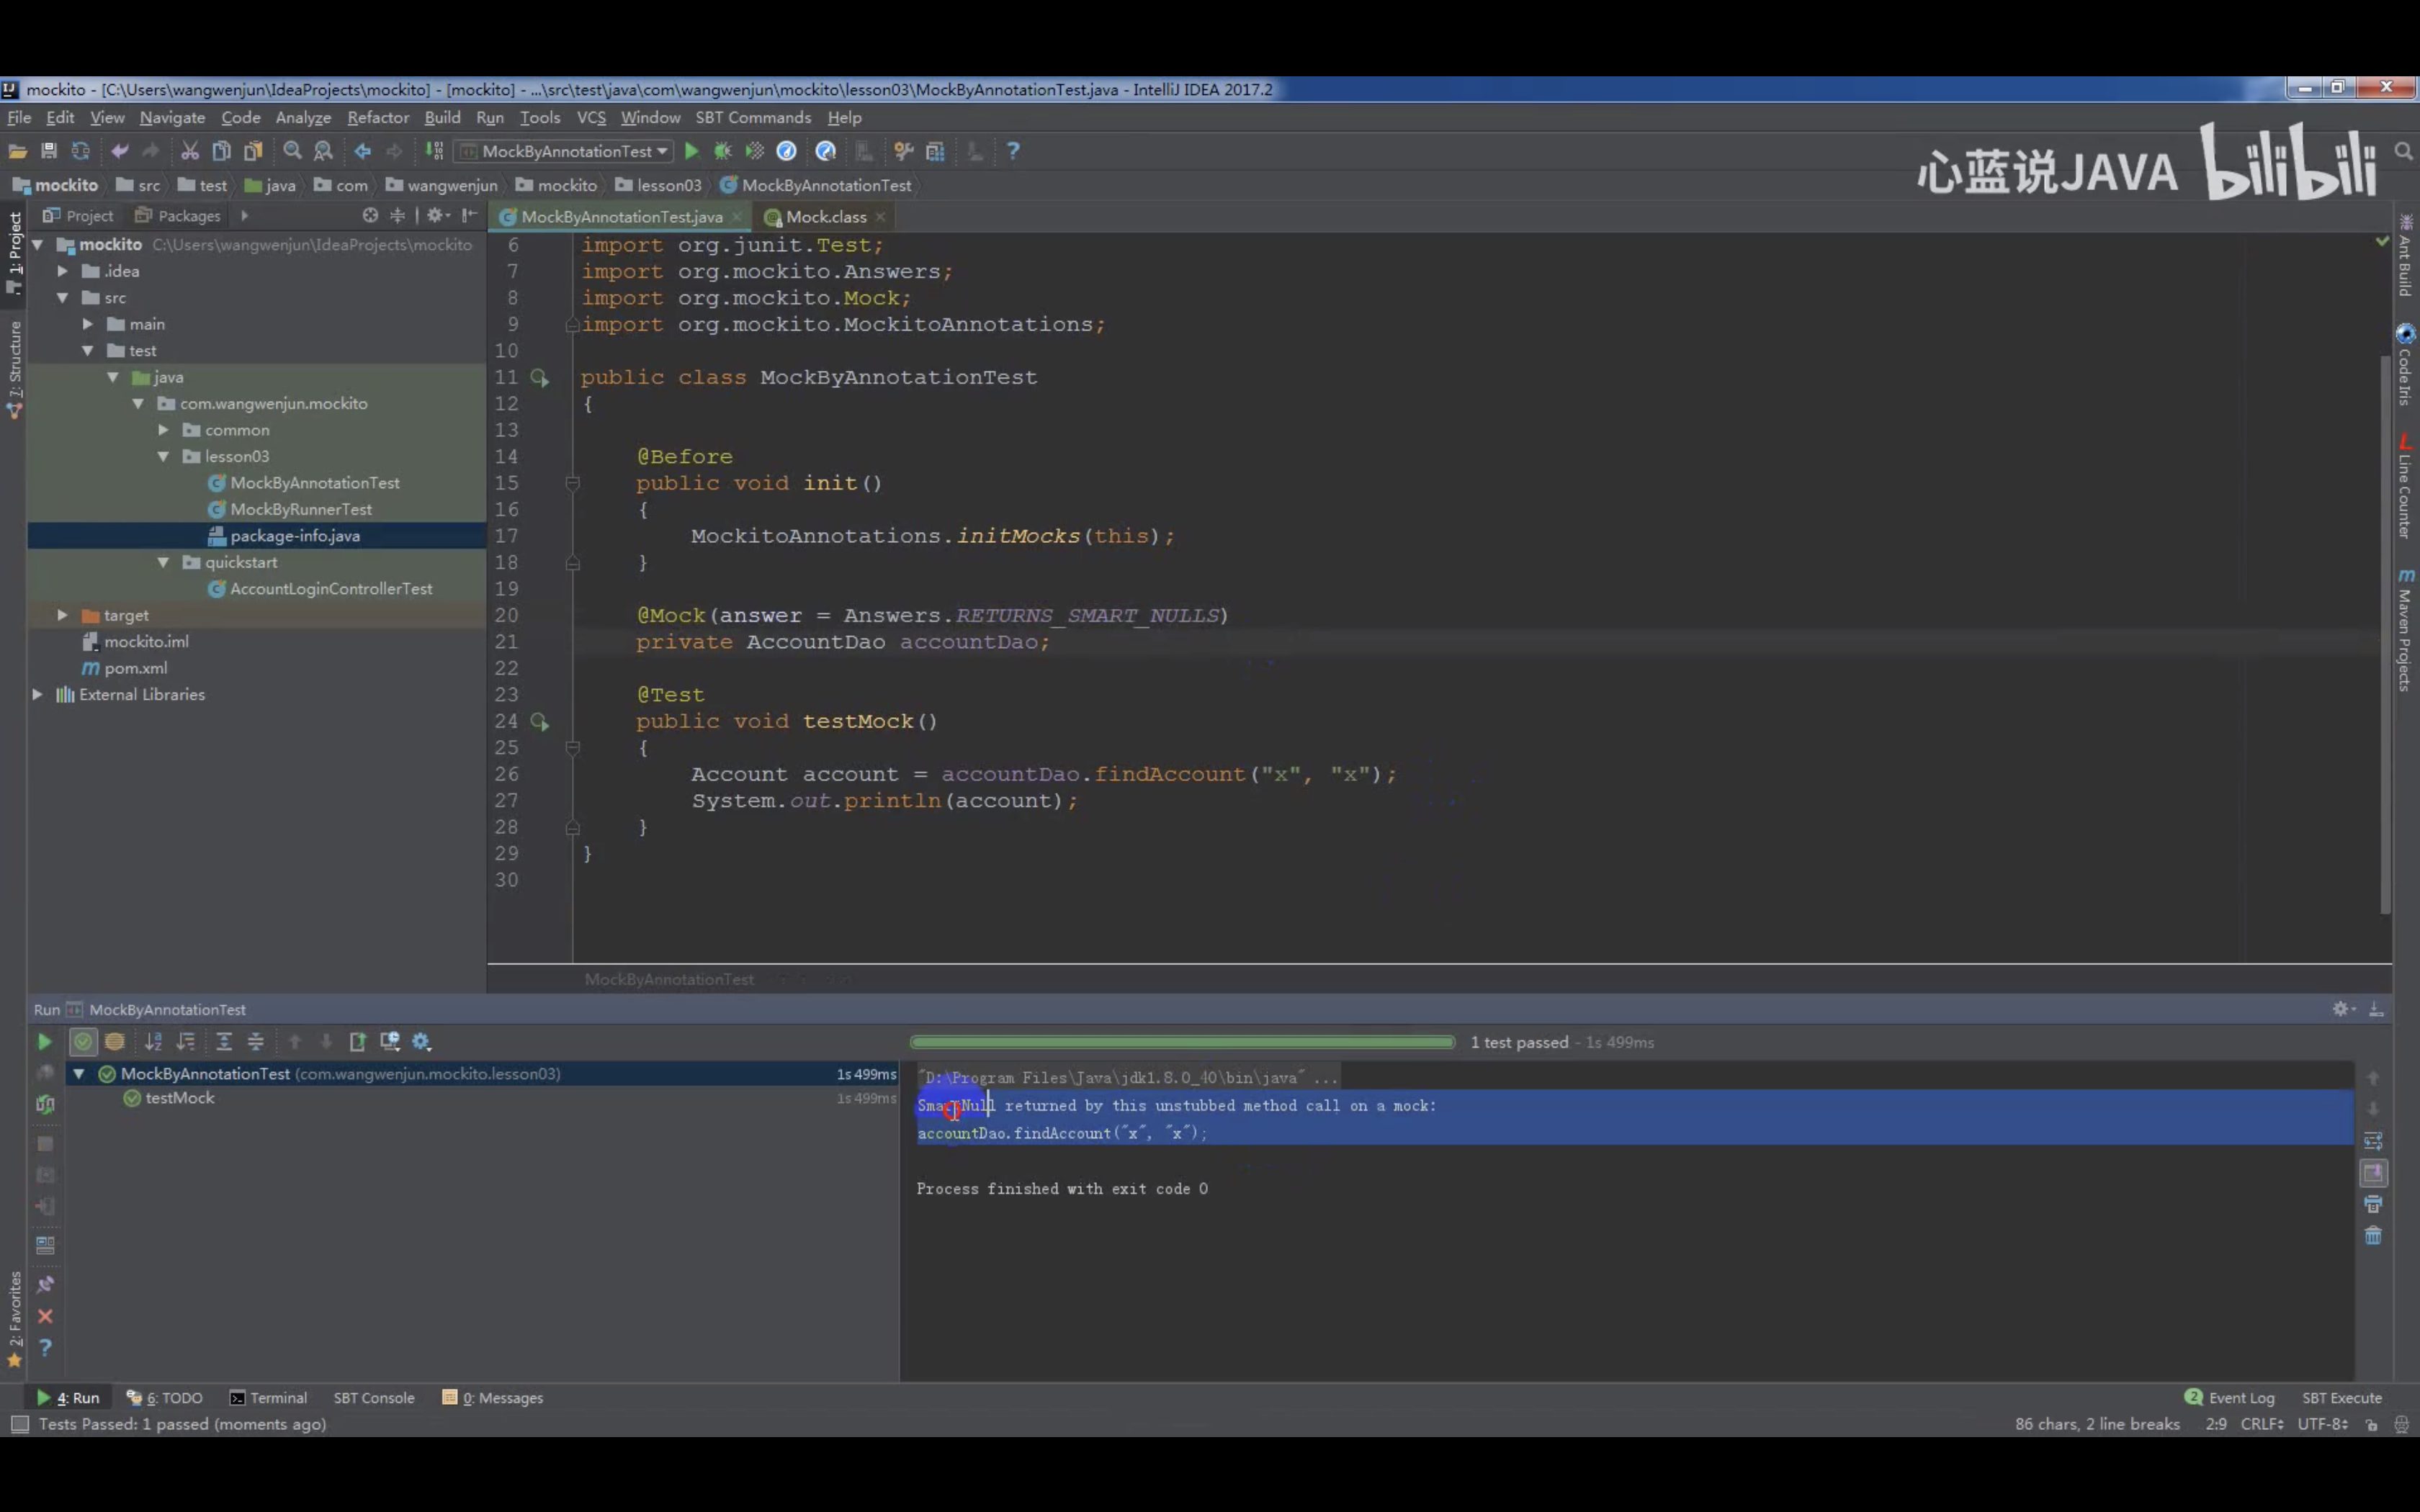 mockito - [C:\Users\wangwenjun\IdeaProjects\mockito] - [mockito] - ...\src\test\java\com\wangwenjun\mockito\lesson03\MockByAnnotationTest.java - IntelliJ IDEA 2017.2
File Edit View Navigate Code Analyze Refactor Build Run Tools VCS Window SBT Commands Help
MockByAnnotationTest
心蓝说JAVA bilibili
mockito src test java com wangwenjun mockito lesson03 MockByAnnotationTest
Project Packages
MockByAnnotationTest.java Mock.class
1: Project
7: Structure
2: Favorites
mockito C:\Users\wangwenjun\IdeaProjects\mockito
.idea
src
main
test
java
com.wangwenjun.mockito
common
lesson03
MockByAnnotationTest
MockByRunnerTest
package-info.java
quickstart
AccountLoginControllerTest
target
mockito.iml
pom.xml
External Libraries
6 import org.junit.Test;
7 import org.mockito.Answers;
8 import org.mockito.Mock;
9 import org.mockito.MockitoAnnotations;
10
11 public class MockByAnnotationTest
12 {
13
14 @Before
15 public void init()
16 {
17 MockitoAnnotations.initMocks(this);
18 }
19
20 @Mock(answer = Answers.RETURNS_SMART_NULLS)
21 private AccountDao accountDao;
22
23 @Test
24 public void testMock()
25 {
26 Account account = accountDao.findAccount("x", "x");
27 System.out.println(account);
28 }
29 }
30
MockByAnnotationTest
Ant Build
Code Iris
Line Counter
Maven Projects
Run MockByAnnotationTest
1 test passed - 1s 499ms
MockByAnnotationTest (com.wangwenjun.mockito.lesson03) 1s 499ms
testMock 1s 499ms
"D:\Program Files\Java\jdk1.8.0_40\bin\java" ...
SmartNull returned by this unstubbed method call on a mock:
accountDao.findAccount("x", "x");
Process finished with exit code 0
4: Run 6: TODO Terminal SBT Console 0: Messages 2 Event Log SBT Execute
Tests Passed: 1 passed (moments ago) 86 chars, 2 line breaks 2:9 CRLF UTF-8